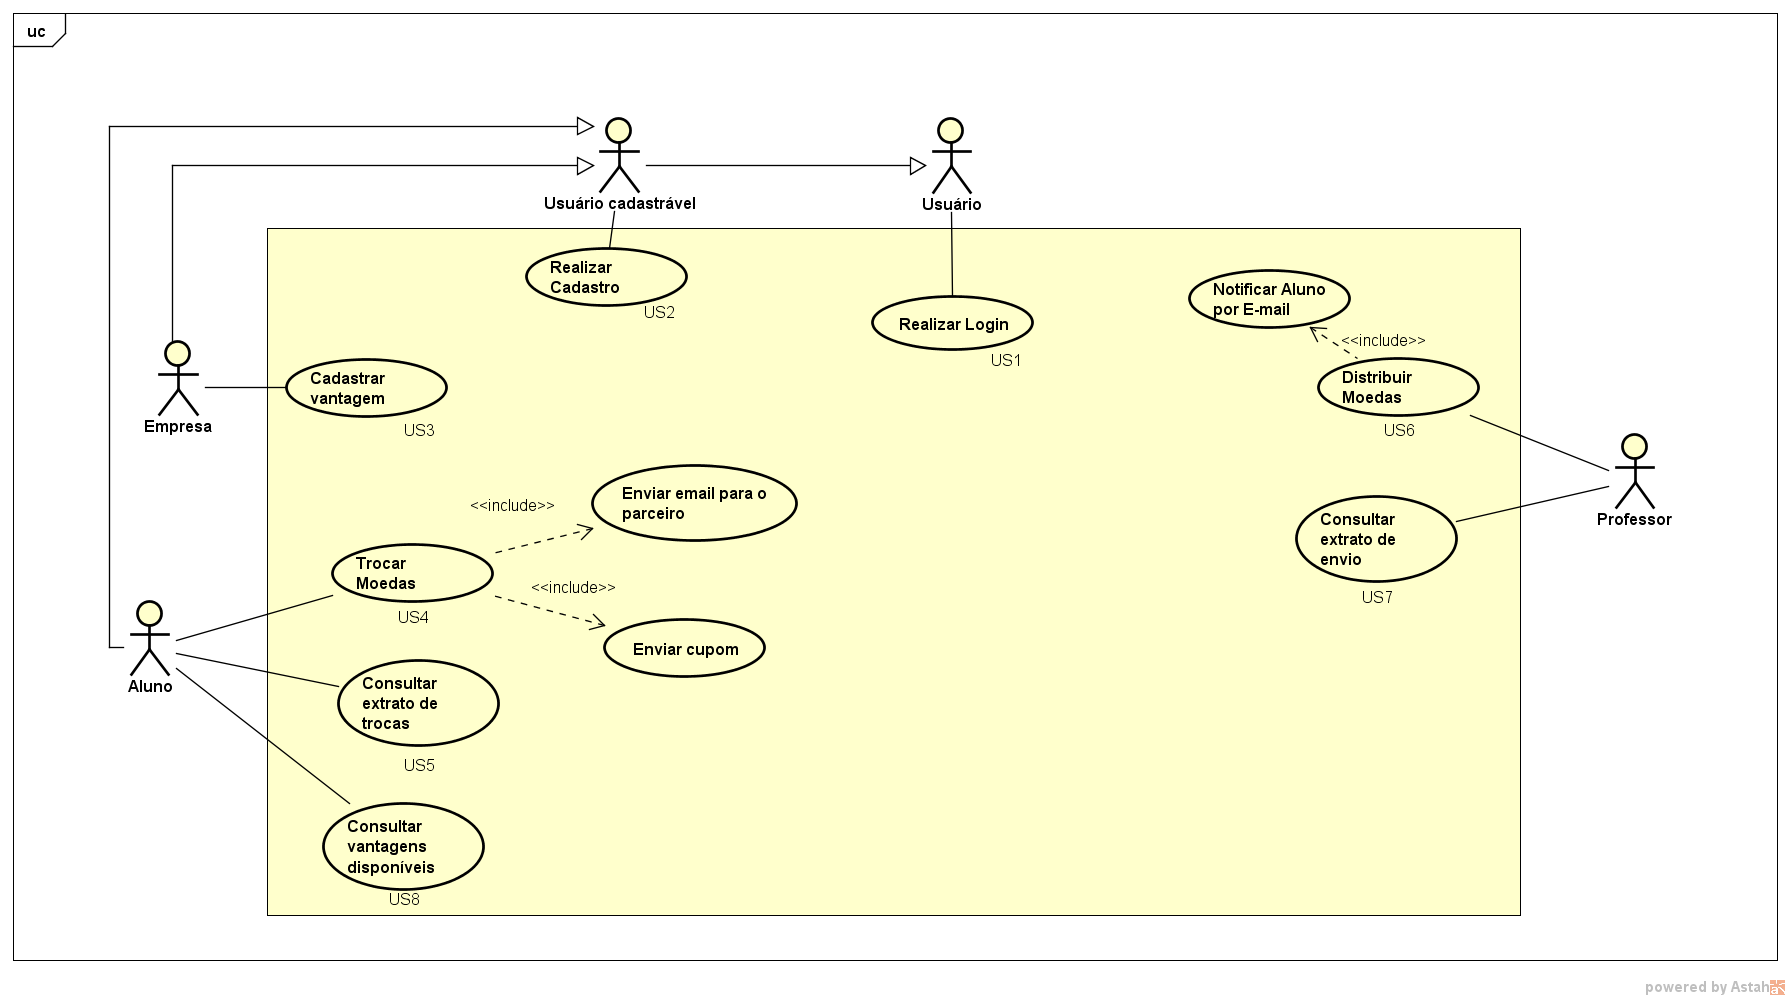 uc
Usuário cadastrável
Usuário
Realizar
Cadastro
US2
Realizar Login
US1
Notificar Aluno
por E-mail
<<include>>
Distribuir
Moedas
US6
Empresa
Cadastrar
vantagem
US3
Professor
Consultar
extrato de
envio
US7
<<include>>
Enviar email para o
parceiro
Trocar
Moedas
US4
<<include>>
Enviar cupom
Aluno
Consultar
extrato de
trocas
US5
Consultar
vantagens
disponíveis
US8
powered by Astah